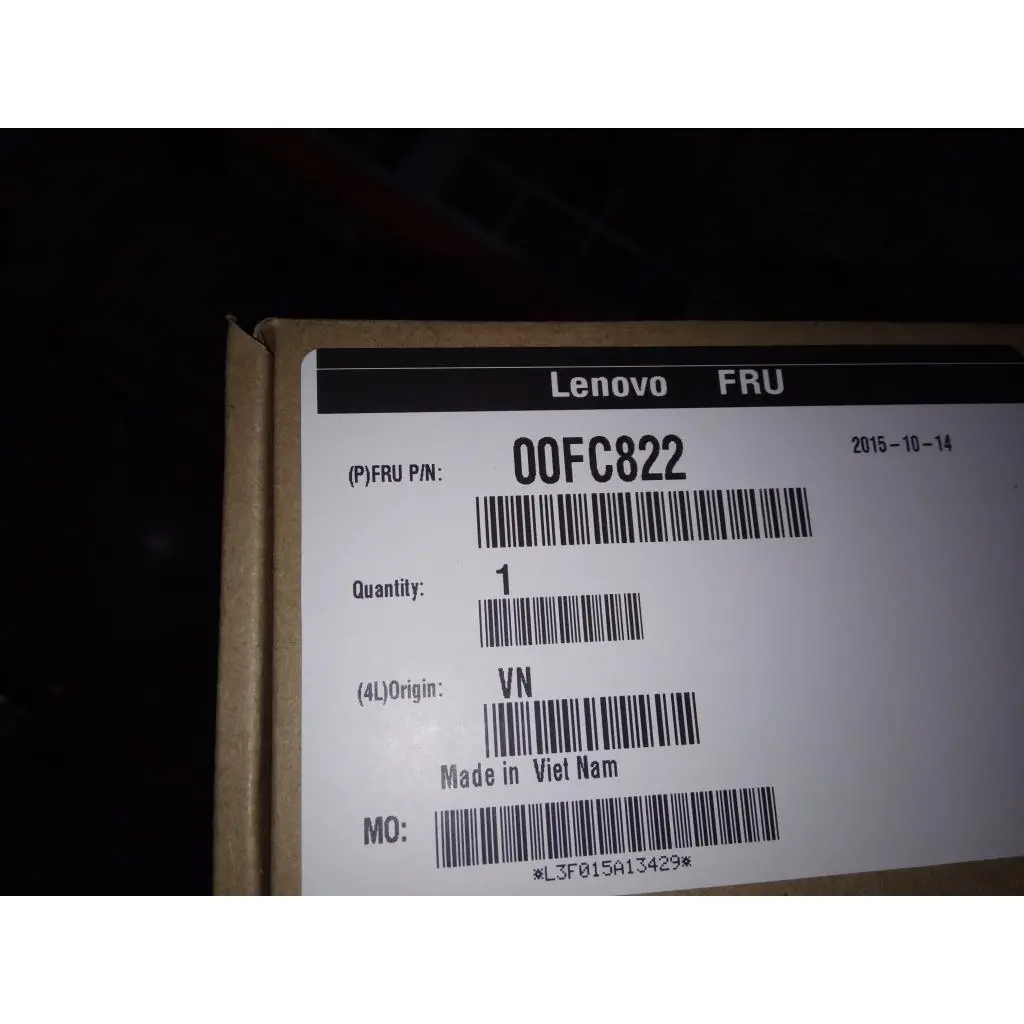 Lenovo FRU
(P)FRU P/N: 00FC822
2015-10-14
Quantity: 1
(4L)Origin: VN
Made in Viet Nam
MO:
*L3F015A13429*